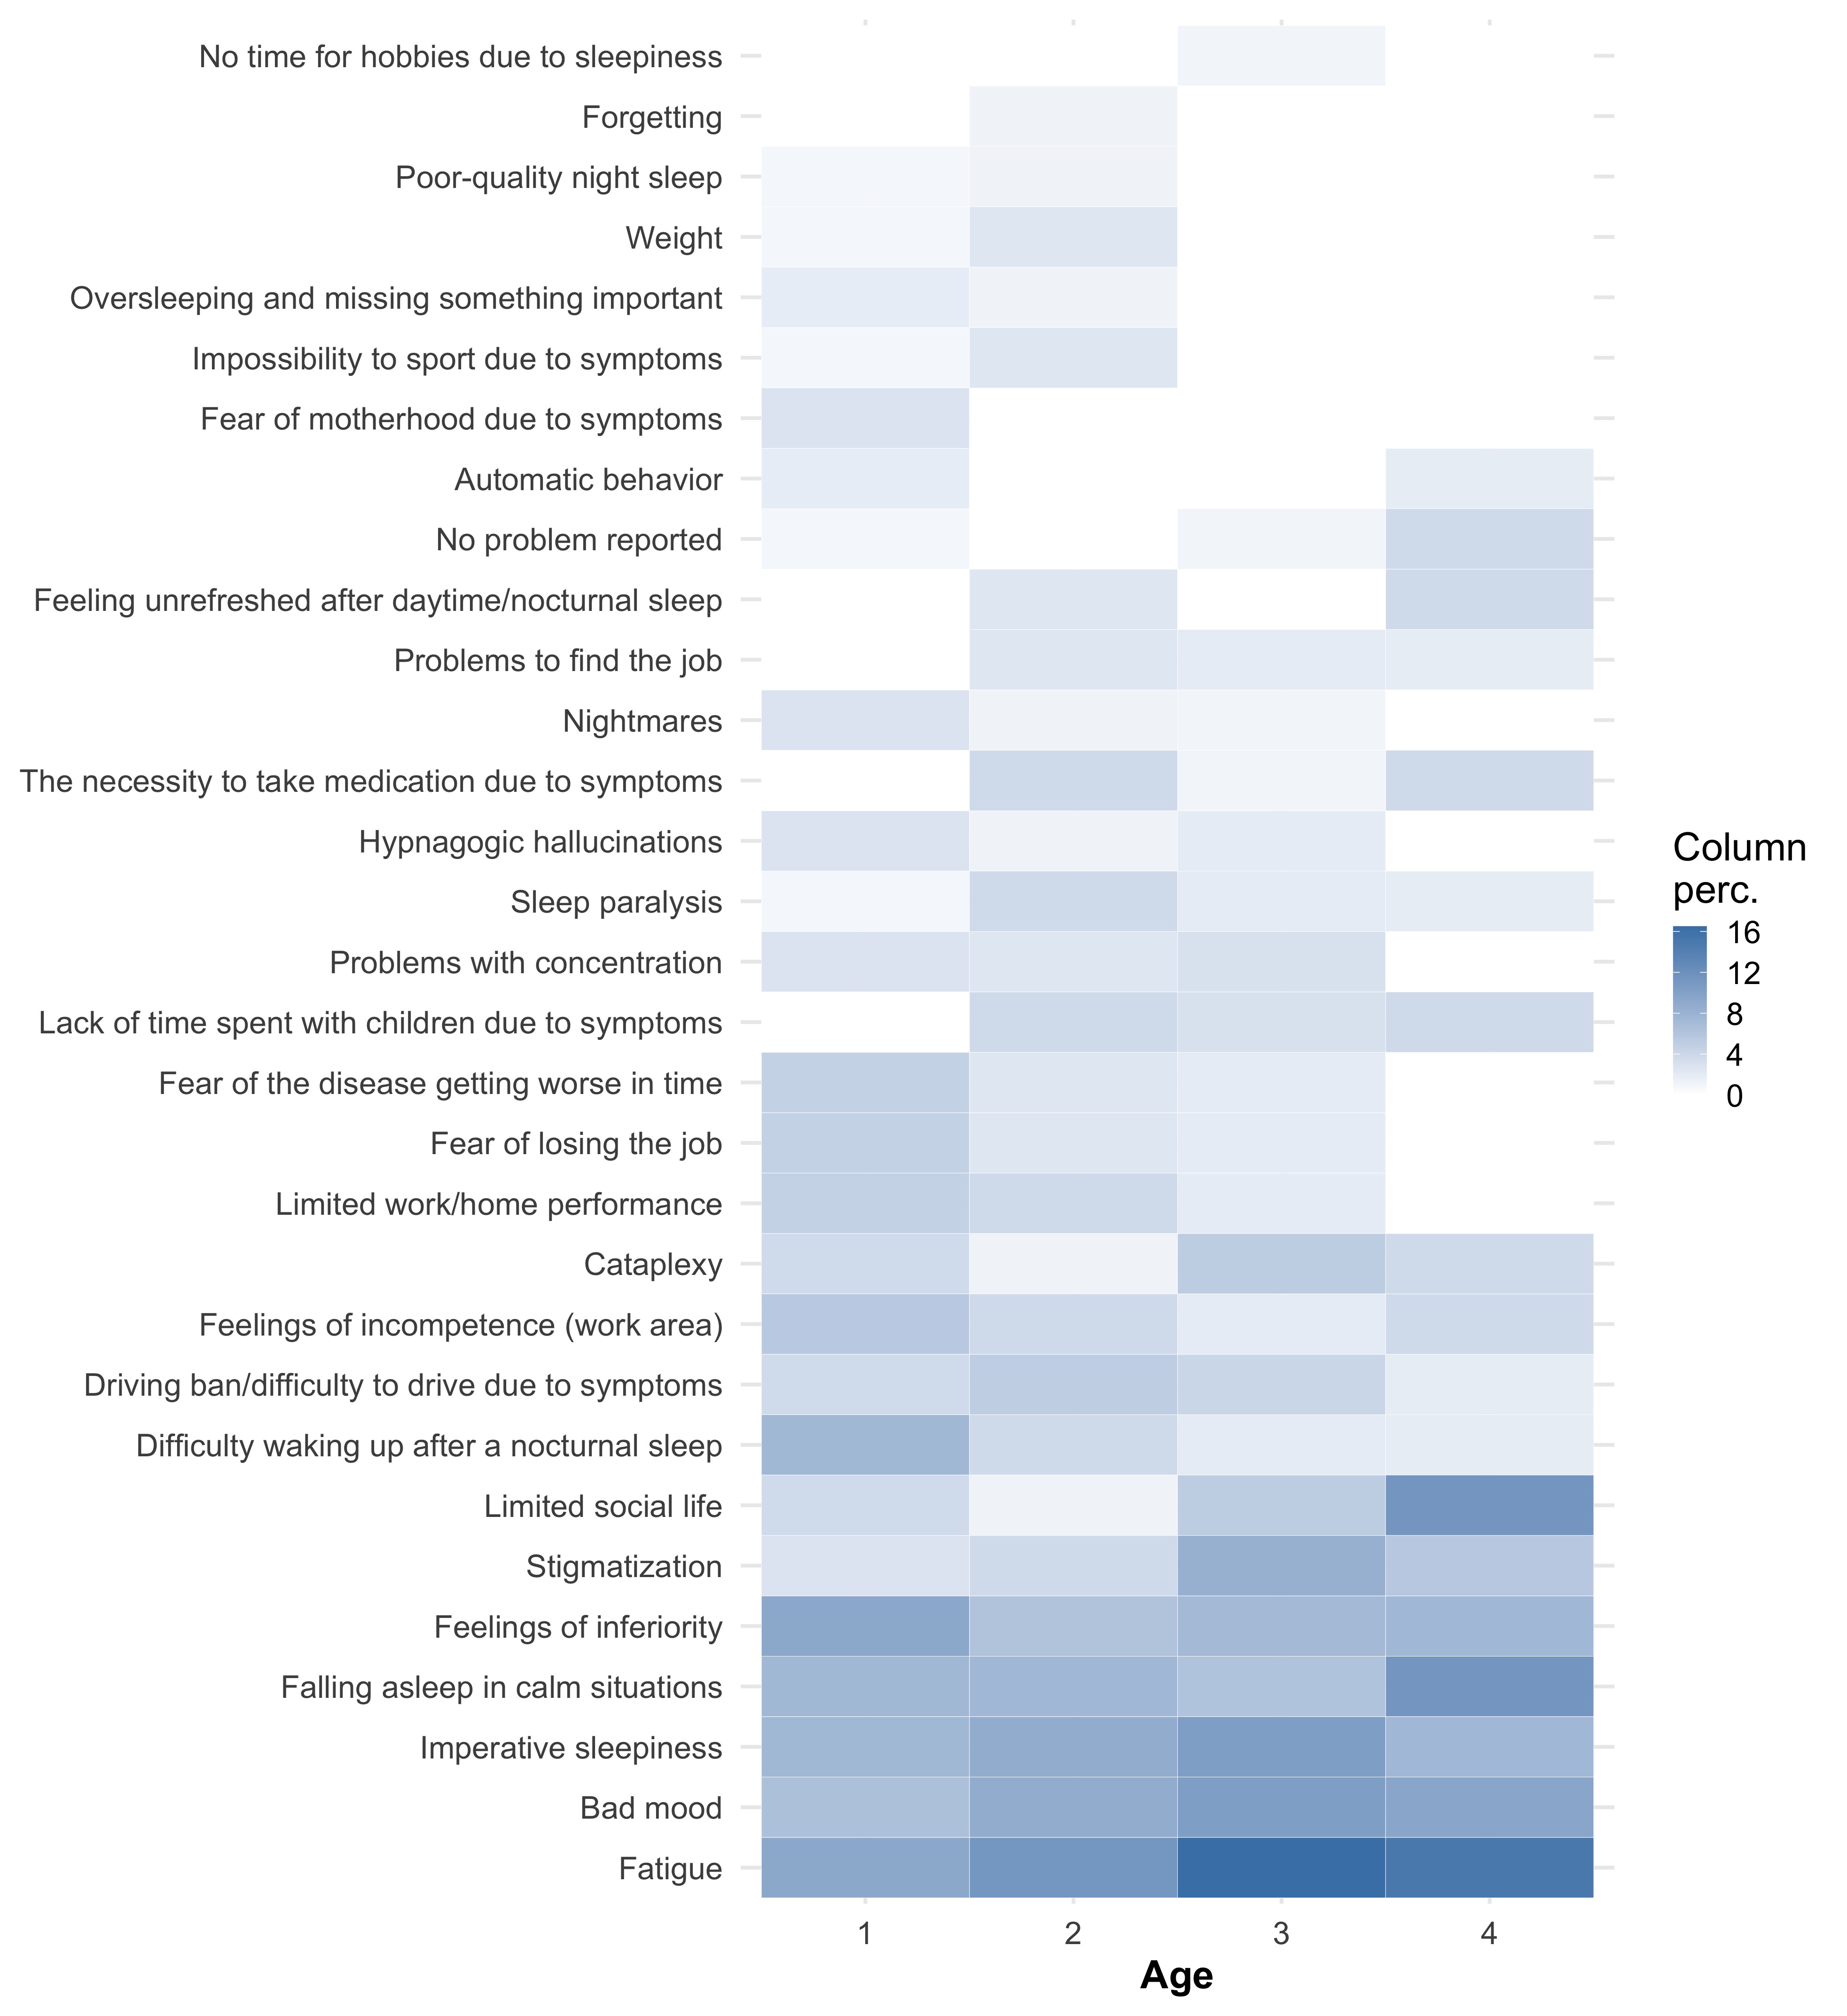 No time for hobbies due to sleepiness
Forgetting
Poor-quality night sleep
Weight
Oversleeping and missing something important
Impossibility to sport due to symptoms
Fear of motherhood due to symptoms
Automatic behavior
No problem reported
Feeling unrefreshed after daytime/nocturnal sleep
Problems to find the job
Nightmares
The necessity to take medication due to symptoms
Hypnagogic hallucinations
Sleep paralysis
Problems with concentration
Lack of time spent with children due to symptoms
Fear of the disease getting worse in time
Fear of losing the job
Limited work/home performance
Cataplexy
Feelings of incompetence (work area)
Driving ban/difficulty to drive due to symptoms
Difficulty waking up after a nocturnal sleep
Limited social life
Stigmatization
Feelings of inferiority
Falling asleep in calm situations
Imperative sleepiness
Bad mood
Fatigue
1 2 3 4
Age
Column
perc.
16
12
8
4
0